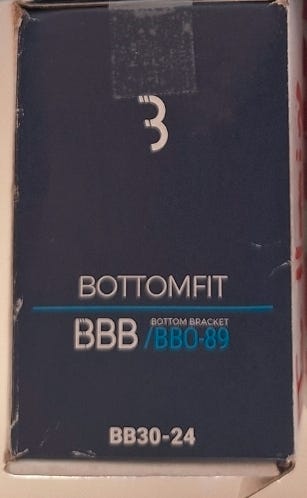 BOTTOMFIT
BBB
BOTTOM BRACKET
/BBO-89
BB30-24